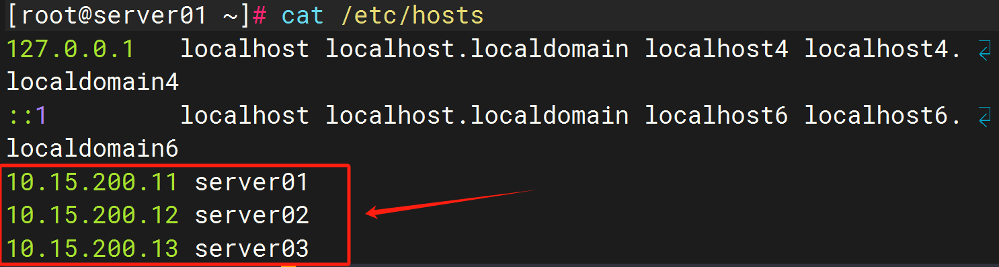 [root@server01 ~]# cat /etc/hosts
127.0.0.1   localhost localhost.localdomain localhost4 localhost4.
localdomain4
::1         localhost localhost.localdomain localhost6 localhost6.
localdomain6
10.15.200.11 server01
10.15.200.12 server02
10.15.200.13 server03